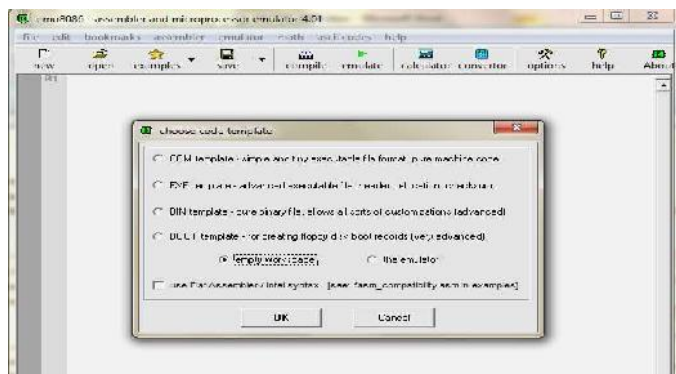 emu8086 - assembler and microprocessor emulator 4.01
file edit bookmarks assembler emulator math ascii codes help
new open examples save compile emulate calculator convertor options help About
01
choose code template
COM template - simple and tiny executable file format, pure machine code.
EXE template - advanced executable file. header: relocation, checksum.
BIN template - pure binary file. allows all sorts of customizations (advanced)
BOOT template - for creating floppy disk boot records (very advanced)
empty workspace the emulator
use Flat Assembler / Intel syntax - [see: fasm_compatibility.asm in examples]
OK Cancel